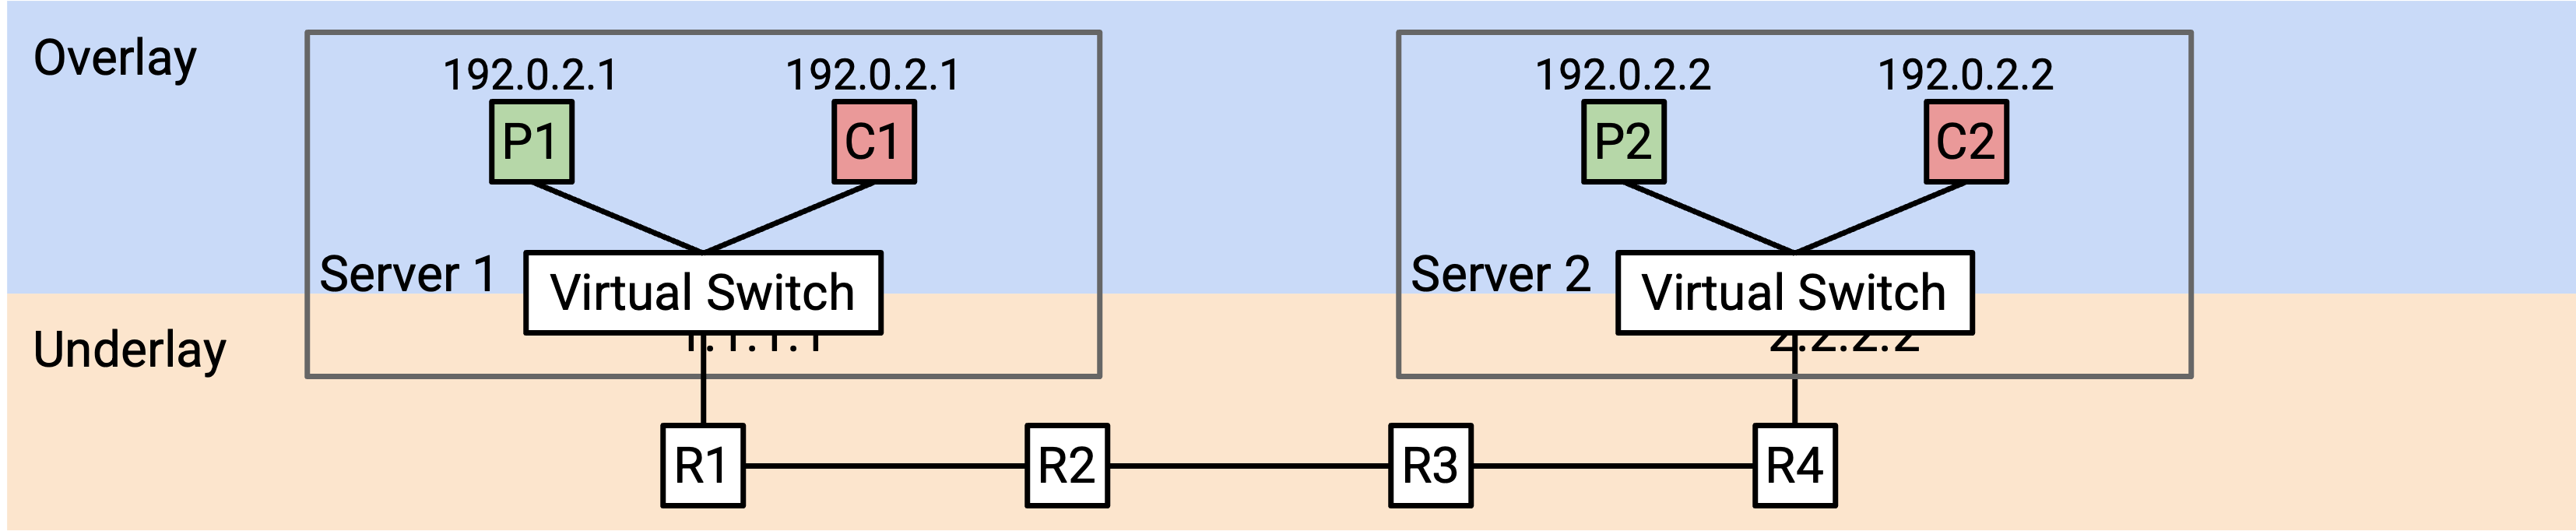 Overlay
192.0.2.1 192.0.2.1 192.0.2.2 192.0.2.2
P1 C1 P2 C2
Server 1 Virtual Switch Server 2 Virtual Switch
Underlay 1.1.1.1 2.2.2.2
R1 R2 R3 R4